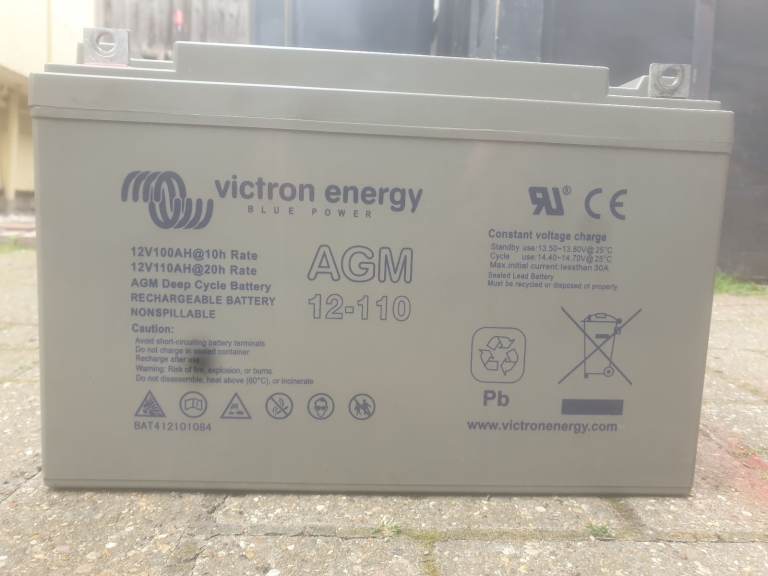 victron energy
BLUE POWER
12V100AH@10h Rate
12V110AH@20h Rate
AGM Deep Cycle Battery
RECHARGEABLE BATTERY
NONSPILLABLE
Caution:
Avoid short-circuiting battery terminals
Do not charge in sealed container
Recharge after use
Warning: Risk of fire, explosion, or burns
Do not disassemble, heat above (60°C), or incinerate
BAT412101084
AGM
12-110
RU® CE
Constant voltage charge
Standby use:13.50~13.80V@25°C
Cycle use:14.40~14.70V@25°C
Max.initial current:lessthan 30A
Sealed Lead Battery
Must be recycled or disposed of properly
Pb
www.victronenergy.com